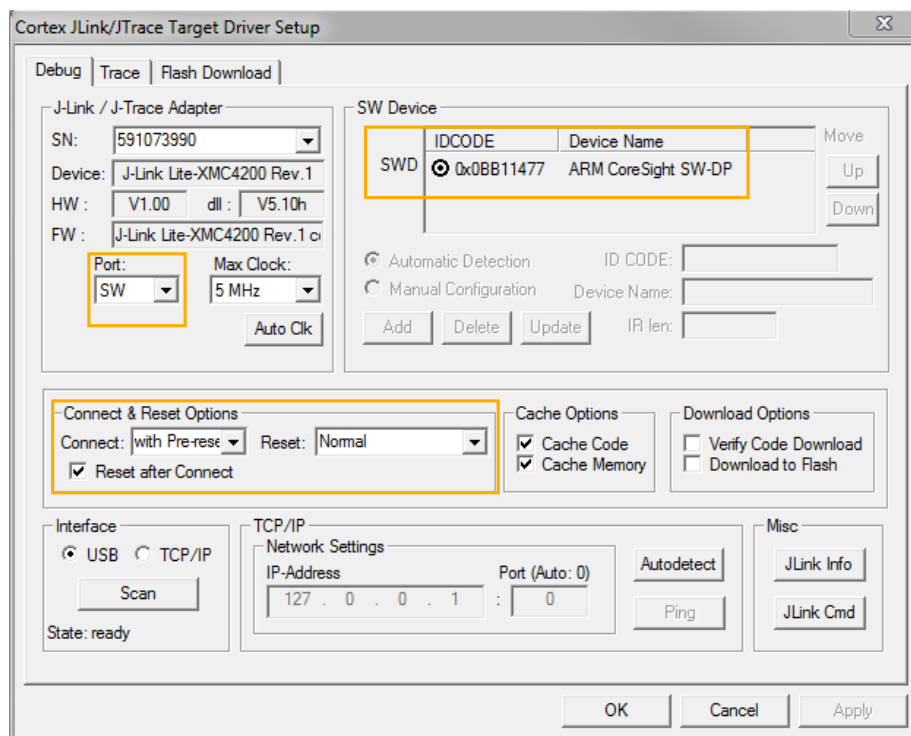 Cortex JLink/JTrace Target Driver Setup
Debug Trace Flash Download
J-Link / J-Trace Adapter
SN: 591073990
Device: J-Link Lite-XMC4200 Rev.1
HW : V1.00 dll : V5.10h
FW : J-Link Lite-XMC4200 Rev.1
Port: Max Clock:
SW 5 MHz
Auto Clk
SW Device
IDCODE Device Name Move
SWD 0x0BB11477 ARM CoreSight SW-DP Up
Down
Automatic Detection ID CODE:
Manual Configuration Device Name:
Add Delete Update IR len:
Connect & Reset Options
Connect: with Pre-rese Reset: Normal
Reset after Connect
Cache Options
Cache Code
Cache Memory
Download Options
Verify Code Download
Download to Flash
Interface
USB TCP/IP
Scan
State: ready
TCP/IP
Network Settings
IP-Address Port (Auto: 0)
127 . 0 . 0 . 1 : 0
Autodetect
Ping
Misc
JLink Info
JLink Cmd
OK Cancel Apply